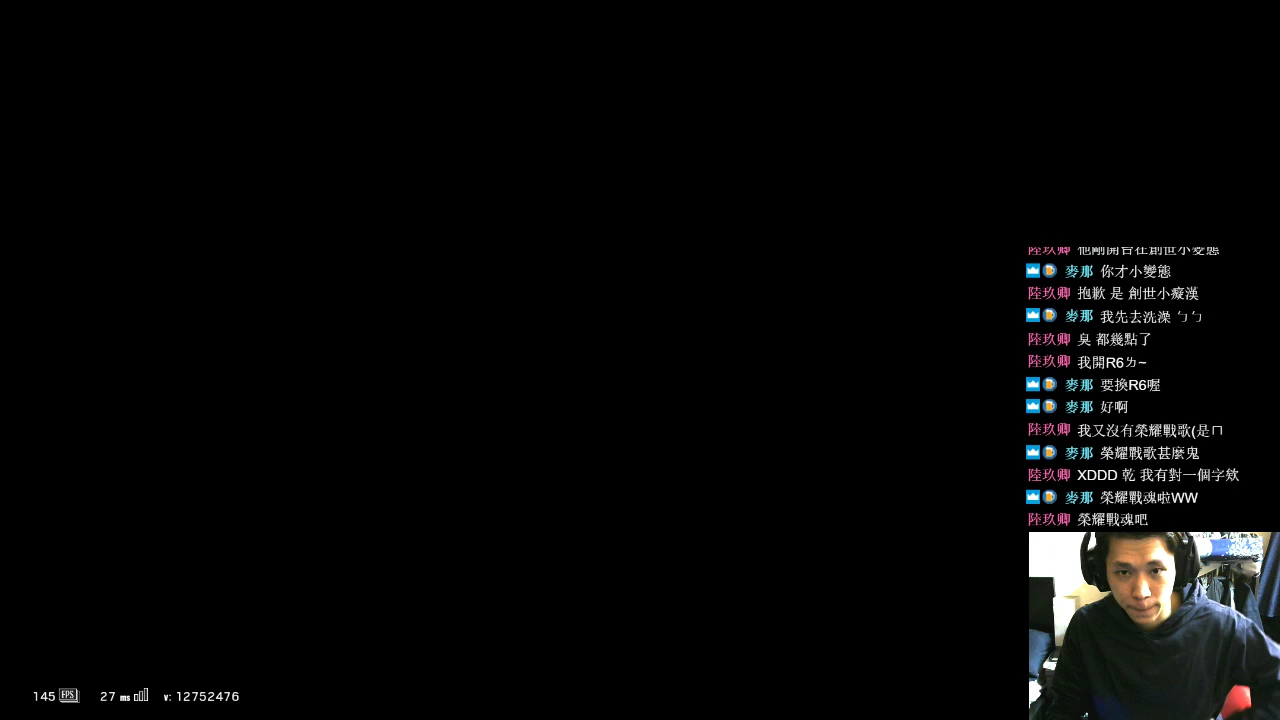 陸玖卿 他剛開台在創世小變態
麥那 你才小變態
陸玖卿 抱歉 是 創世小癡漢
麥那 我先去洗澡 ㄅㄅ
陸玖卿 臭 都幾點了
陸玖卿 我開R6ㄌ~
麥那 要換R6喔
麥那 好啊
陸玖卿 我又沒有榮耀戰歌(是ㄇ
麥那 榮耀戰歌甚麼鬼
陸玖卿 XDDD 乾 我有對一個字欸
麥那 榮耀戰魂啦WW
陸玖卿 榮耀戰魂吧
145 FPS 27 ms v: 12752476